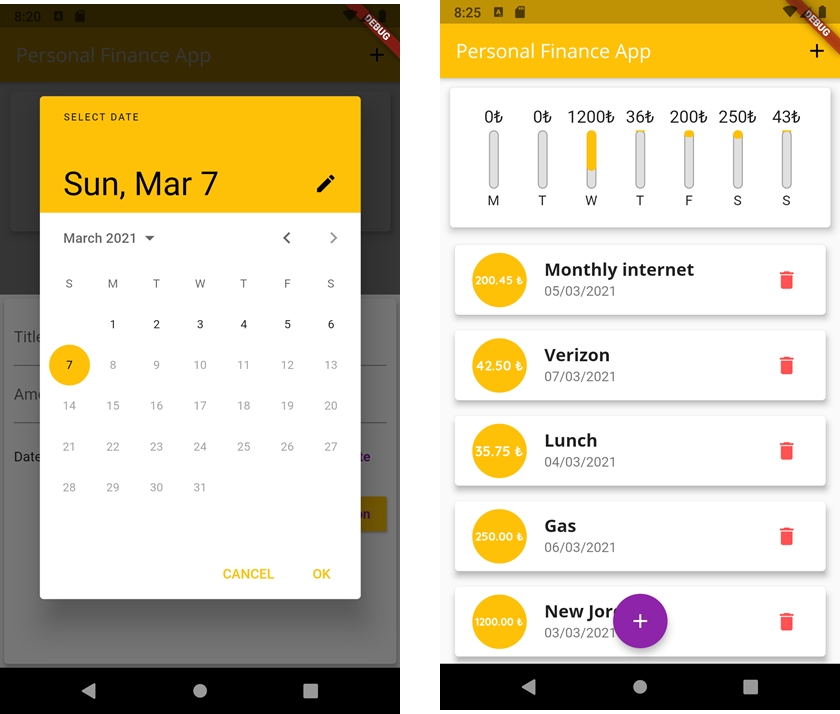 8:20
DEBUG
Personal Finance App
SELECT DATE
Sun, Mar 7
March 2021
S M T W T F S
1 2 3 4 5 6
7 8 9 10 11 12 13
14 15 16 17 18 19 20
21 22 23 24 25 26 27
28 29 30 31
CANCEL OK
Title
Date
8:25
DEBUG
Personal Finance App
+
0₺ 0₺ 1200₺ 36₺ 200₺ 250₺ 43₺
M T W T F S S
200.45 ₺
Monthly internet
05/03/2021
42.50 ₺
Verizon
07/03/2021
35.75 ₺
Lunch
04/03/2021
250.00 ₺
Gas
06/03/2021
1200.00 ₺
New Jor
03/03/2021
+